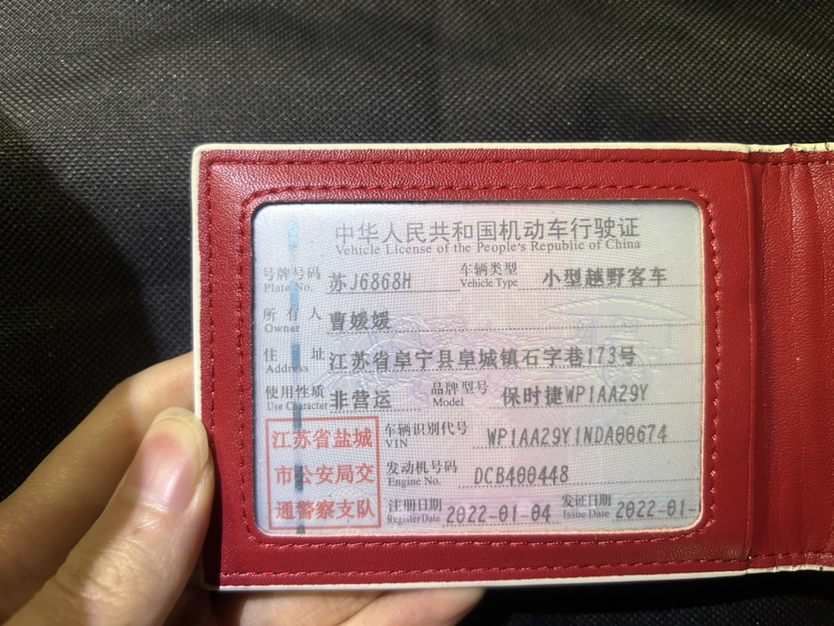 中华人民共和国机动车行驶证
Vehicle License of the People's Republic of China
号牌号码 苏J6868H 车辆类型 小型越野客车
Plate No. Vehicle Type
所有人 曹媛媛
Owner
住址 江苏省阜宁县阜城镇石字巷173号
Address
使用性质 非营运 品牌型号 保时捷WP1AA29Y
Use Character Model
江苏省盐城 车辆识别代号 WP1AA29Y1NDA00674
VIN
市公安局交 发动机号码 DCB400448
Engine No.
通警察支队 注册日期 2022-01-04 发证日期 2022-01-
Register Date Issue Date